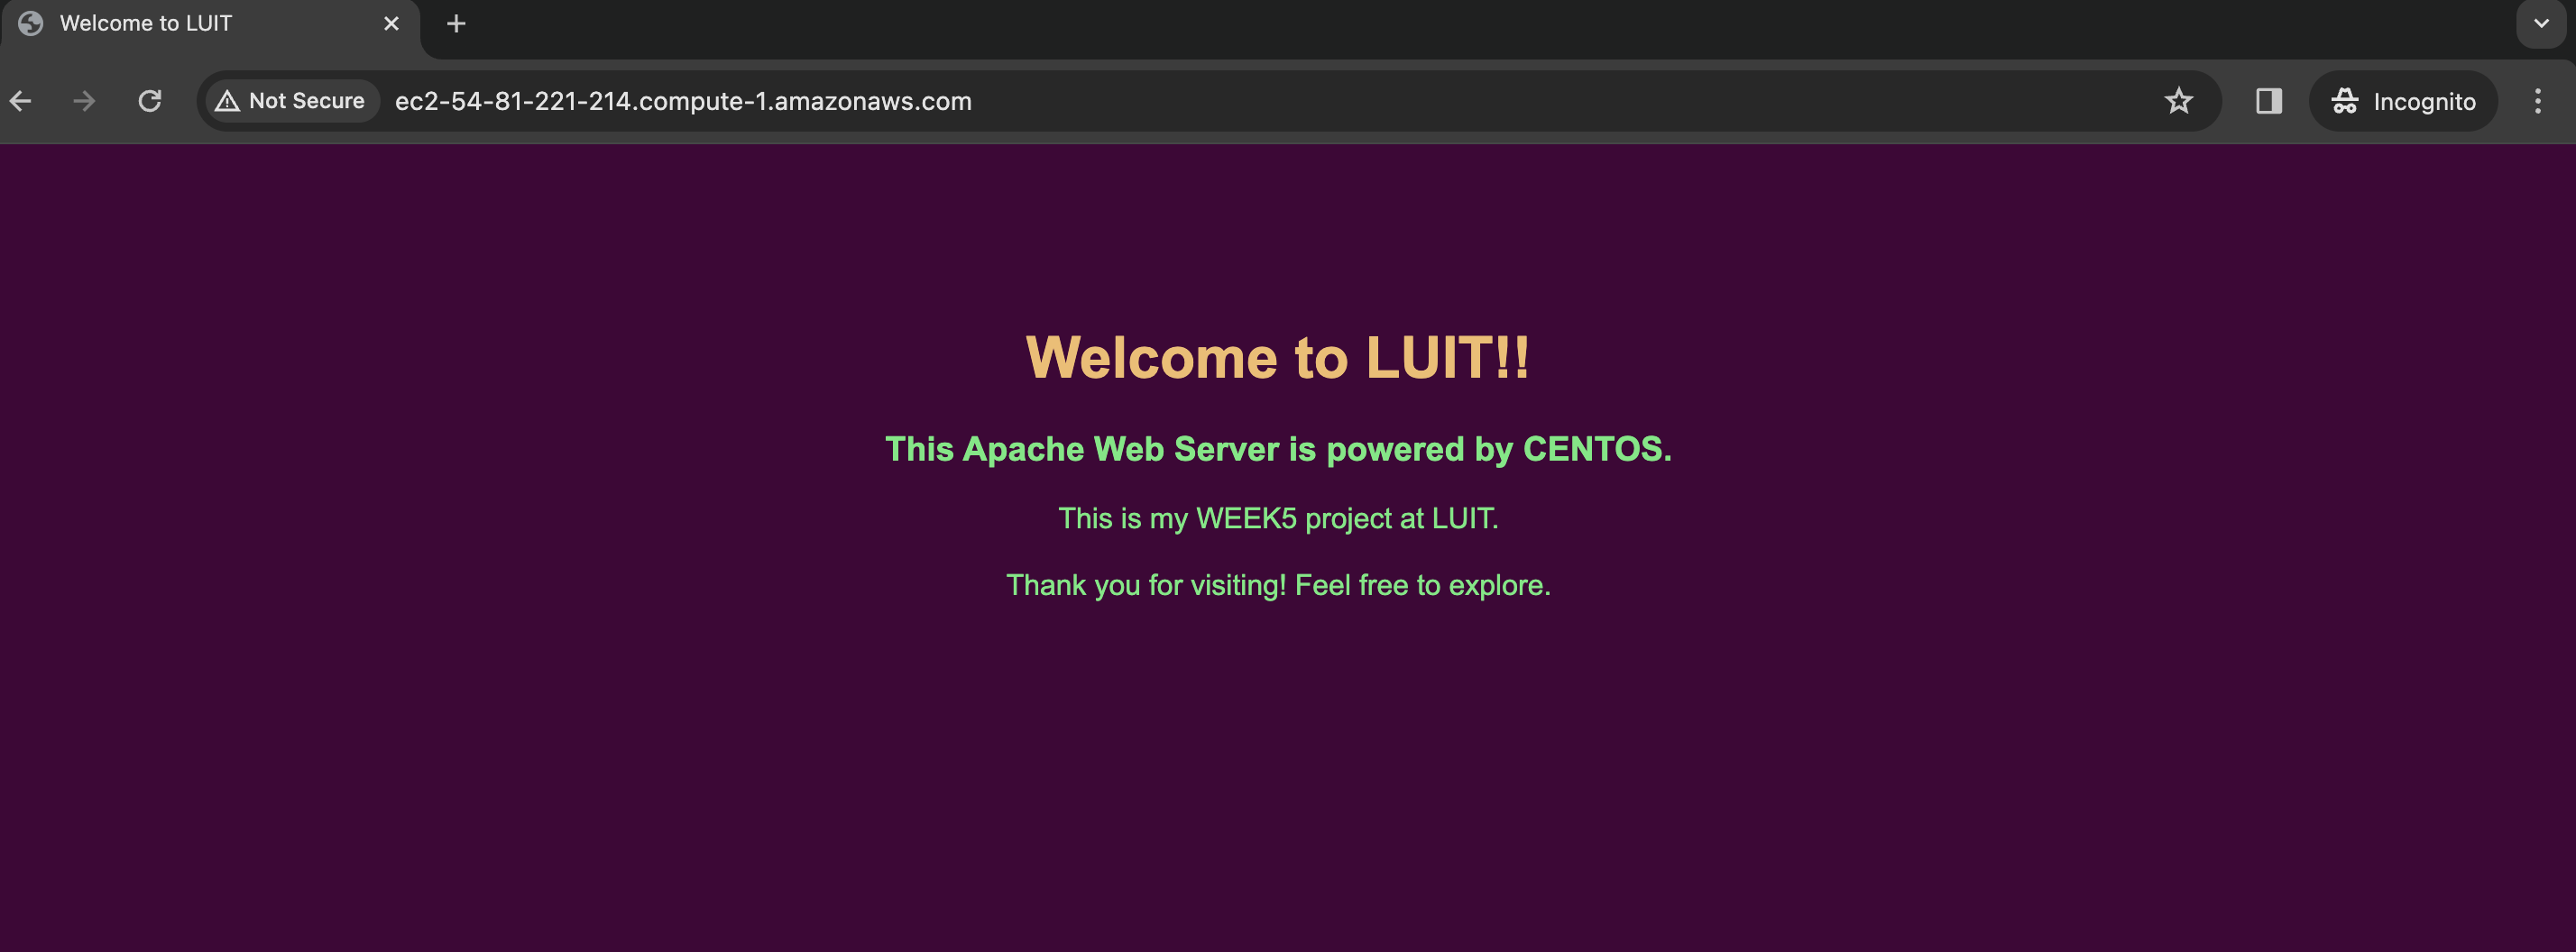 Welcome to LUIT
Not Secure ec2-54-81-221-214.compute-1.amazonaws.com Incognito
Welcome to LUIT!!
This Apache Web Server is powered by CENTOS.
This is my WEEK5 project at LUIT.
Thank you for visiting! Feel free to explore.